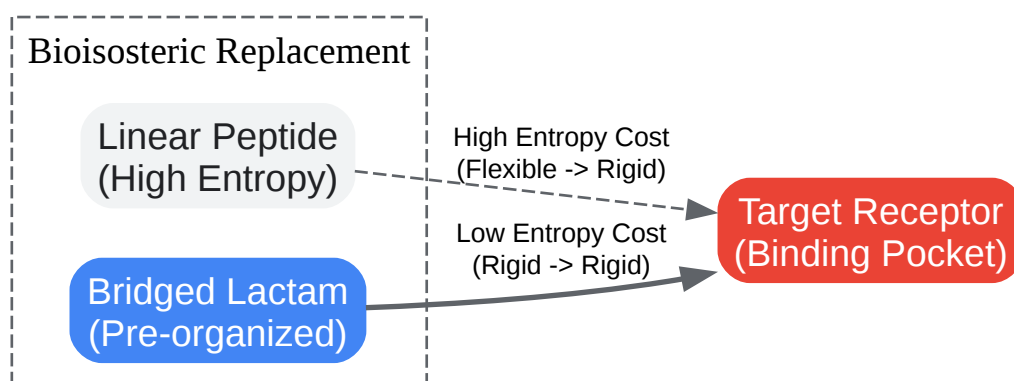 Bioisosteric Replacement
Linear Peptide
(High Entropy)
High Entropy Cost
(Flexible -> Rigid)
Target Receptor
(Binding Pocket)
Low Entropy Cost
(Rigid -> Rigid)
Bridged Lactam
(Pre-organized)